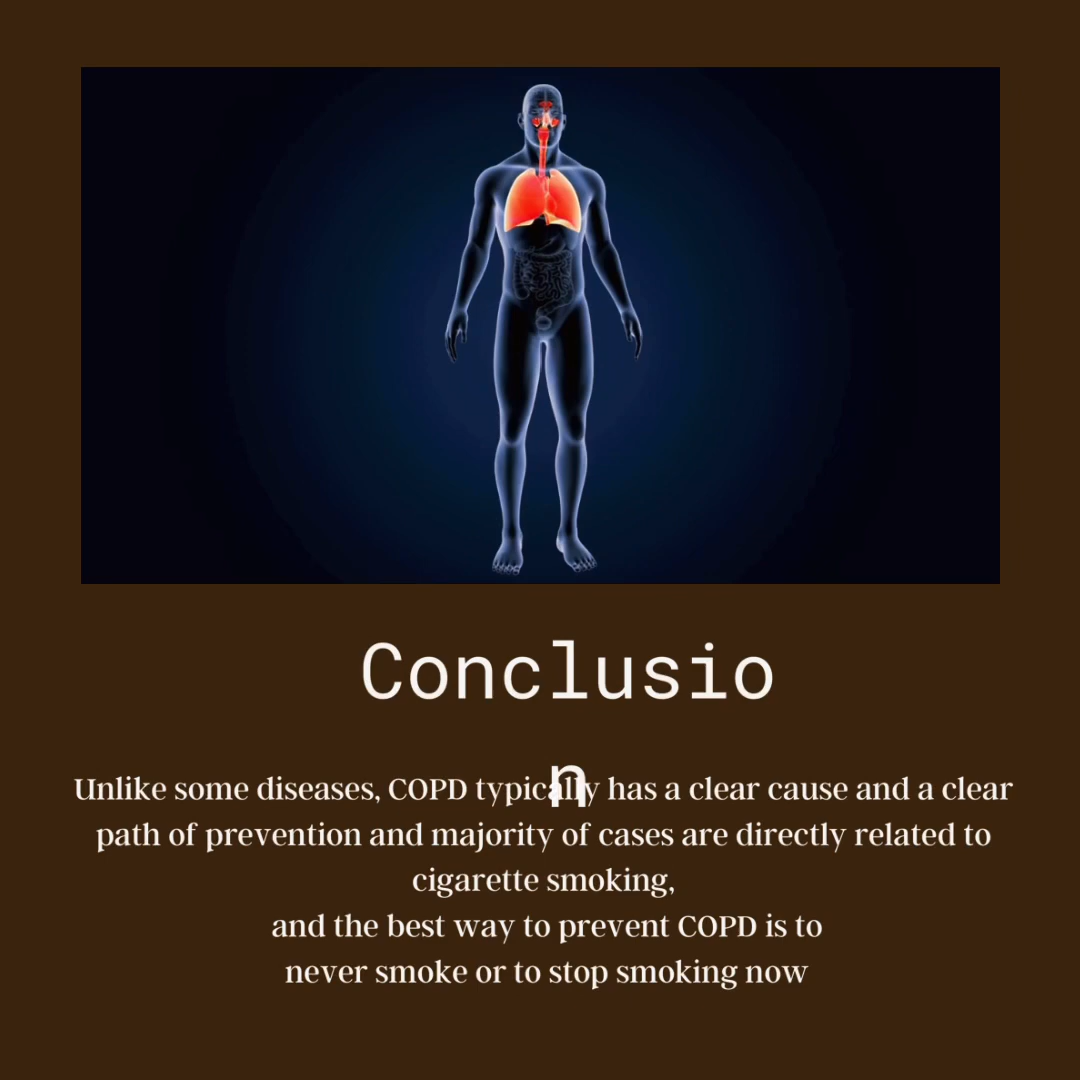 Conclusio
n
Unlike some diseases, COPD typically has a clear cause and a clear
path of prevention and majority of cases are directly related to
cigarette smoking,
and the best way to prevent COPD is to
never smoke or to stop smoking now